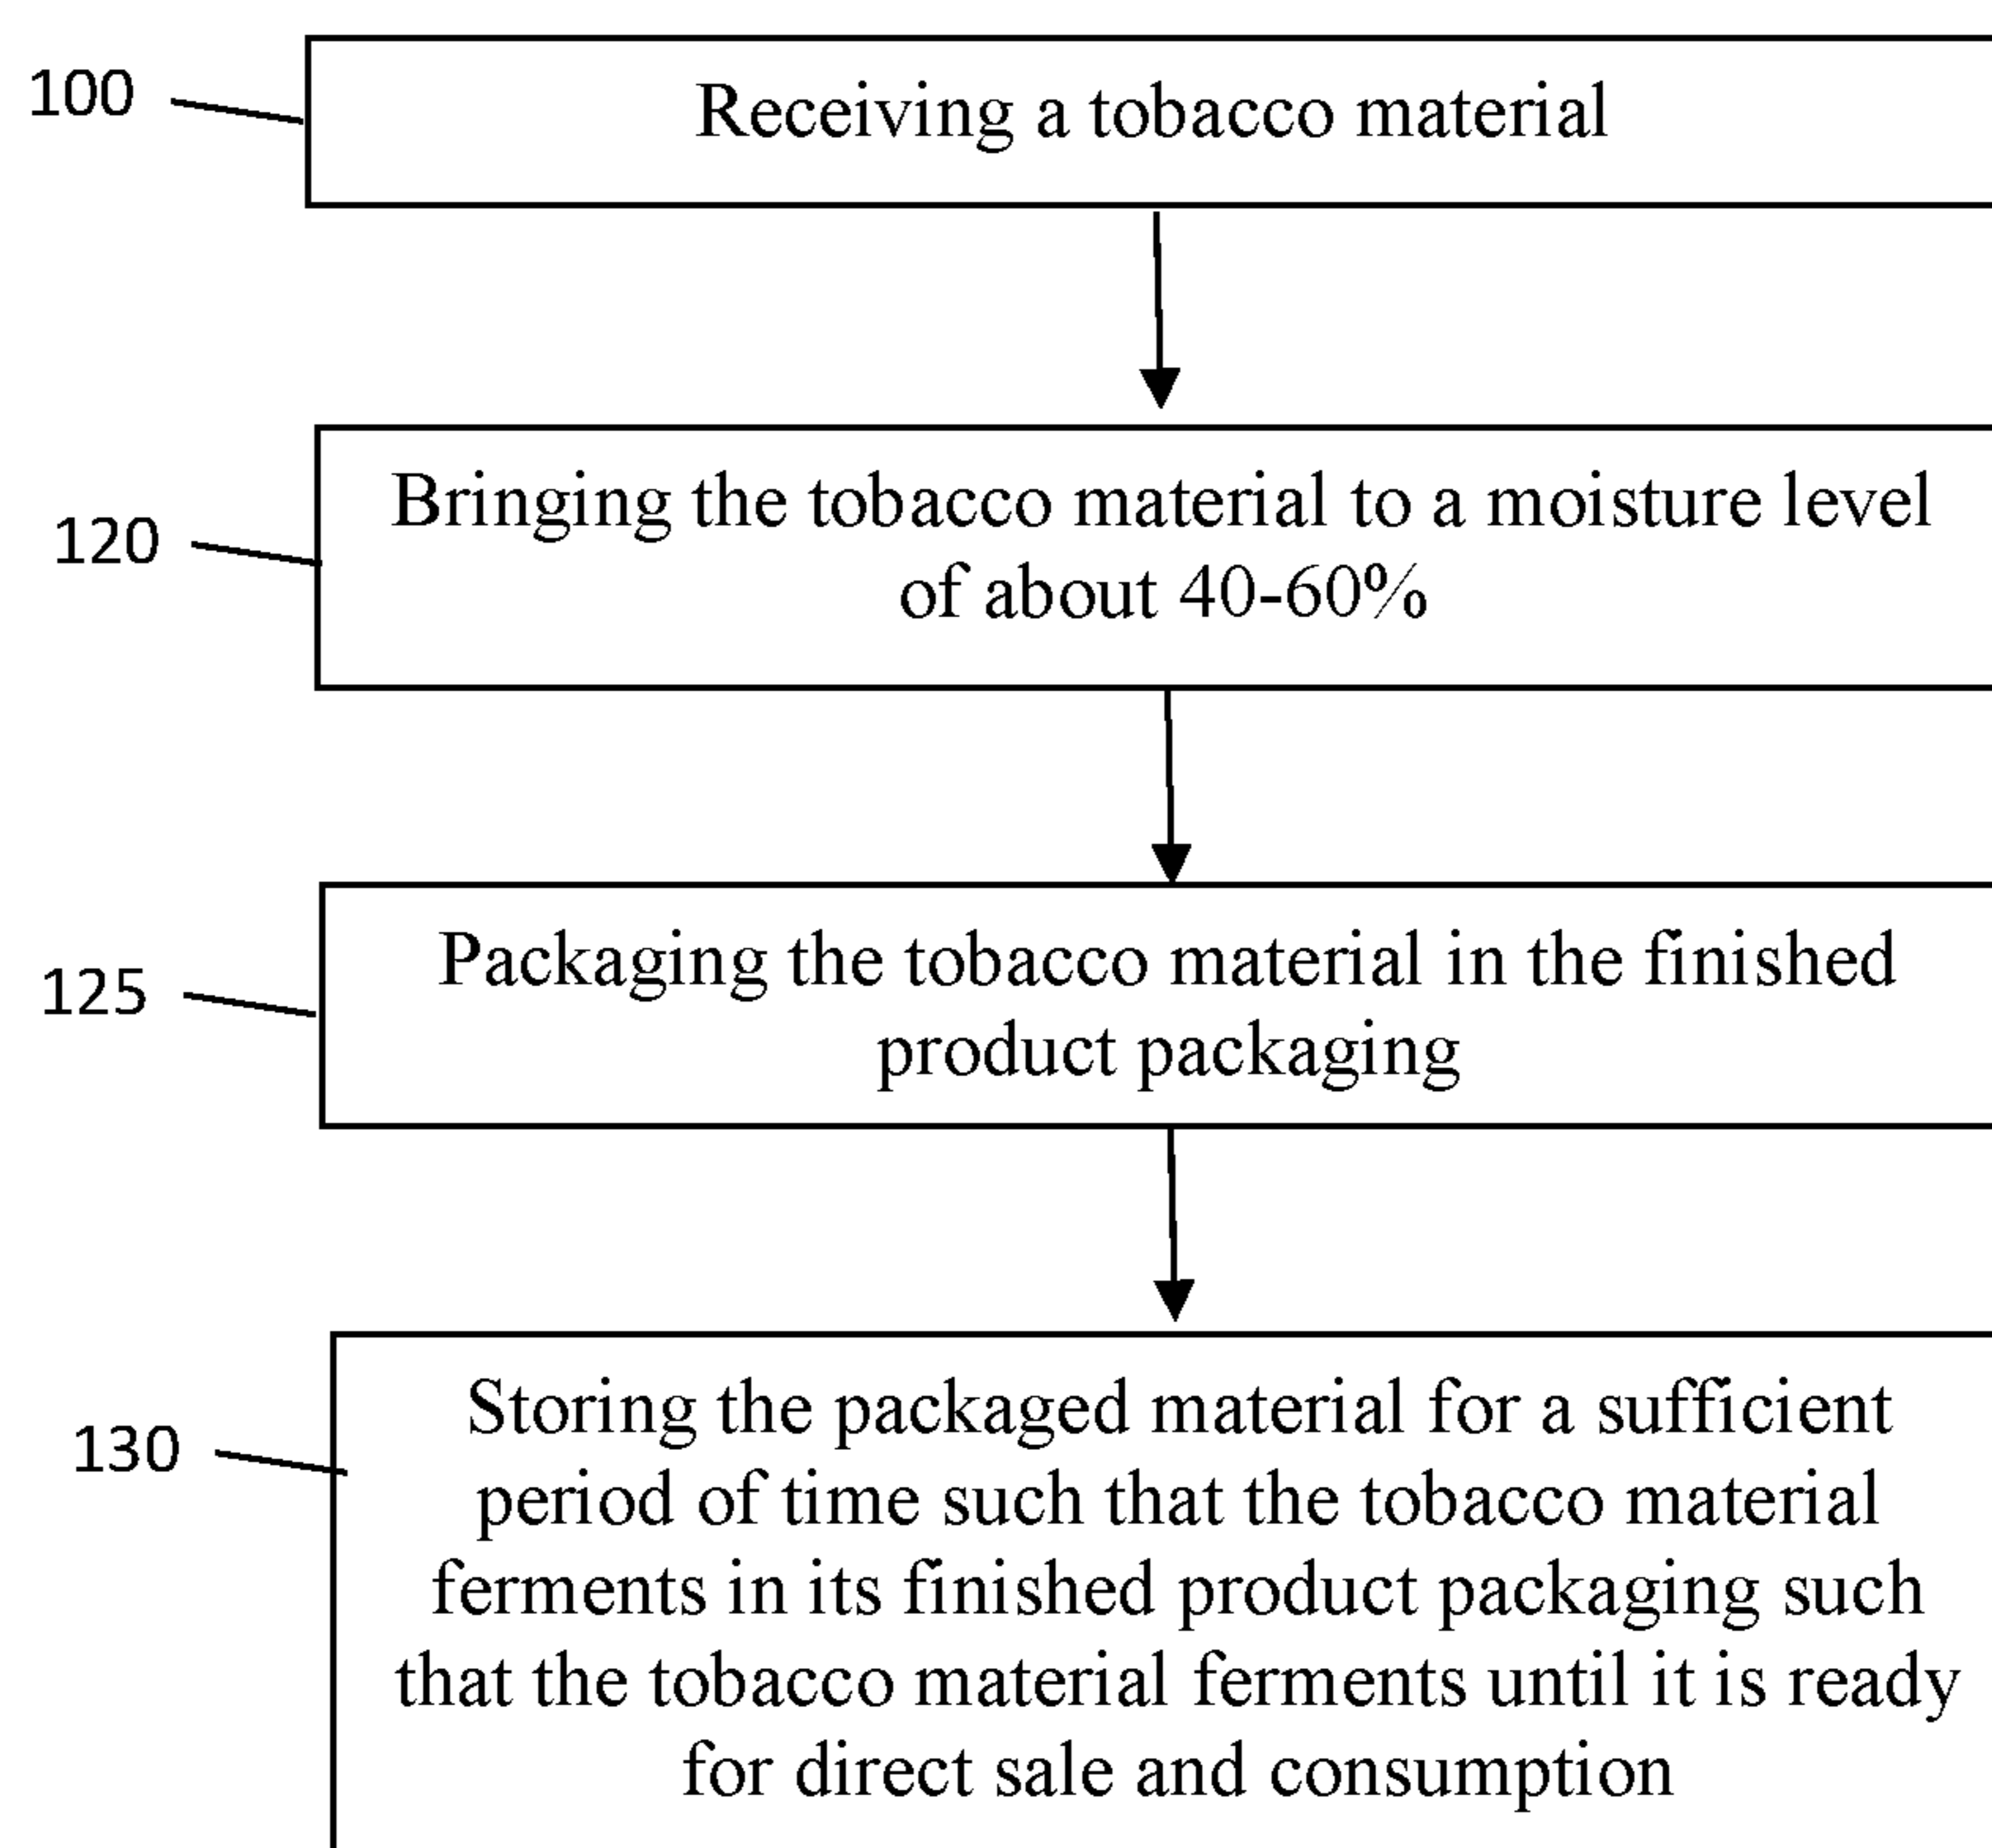 100
Receiving a tobacco material
120
Bringing the tobacco material to a moisture level
of about 40-60%
125
Packaging the tobacco material in the finished
product packaging
130
Storing the packaged material for a sufficient
period of time such that the tobacco material
ferments in its finished product packaging such
that the tobacco material ferments until it is ready
for direct sale and consumption